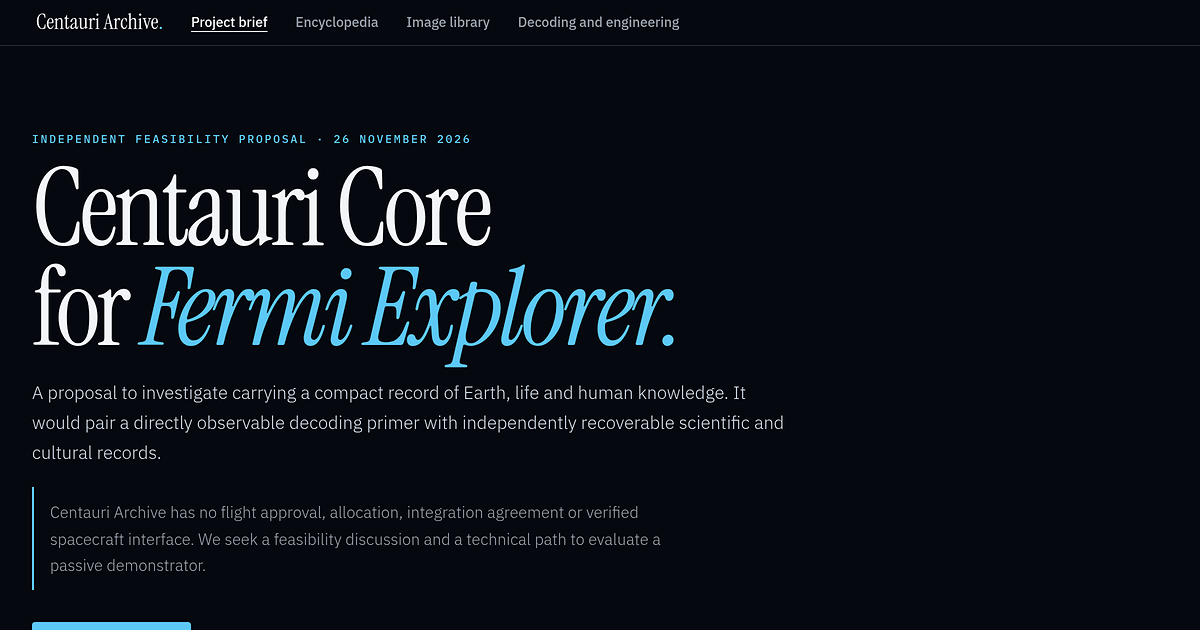 Centauri Archive. Project brief Encyclopedia Image library Decoding and engineering
INDEPENDENT FEASIBILITY PROPOSAL · 26 NOVEMBER 2026
Centauri Core
for Fermi Explorer.
A proposal to investigate carrying a compact record of Earth, life and human knowledge. It
would pair a directly observable decoding primer with independently recoverable scientific and
cultural records.
Centauri Archive has no flight approval, allocation, integration agreement or verified
spacecraft interface. We seek a feasibility discussion and a technical path to evaluate a
passive demonstrator.